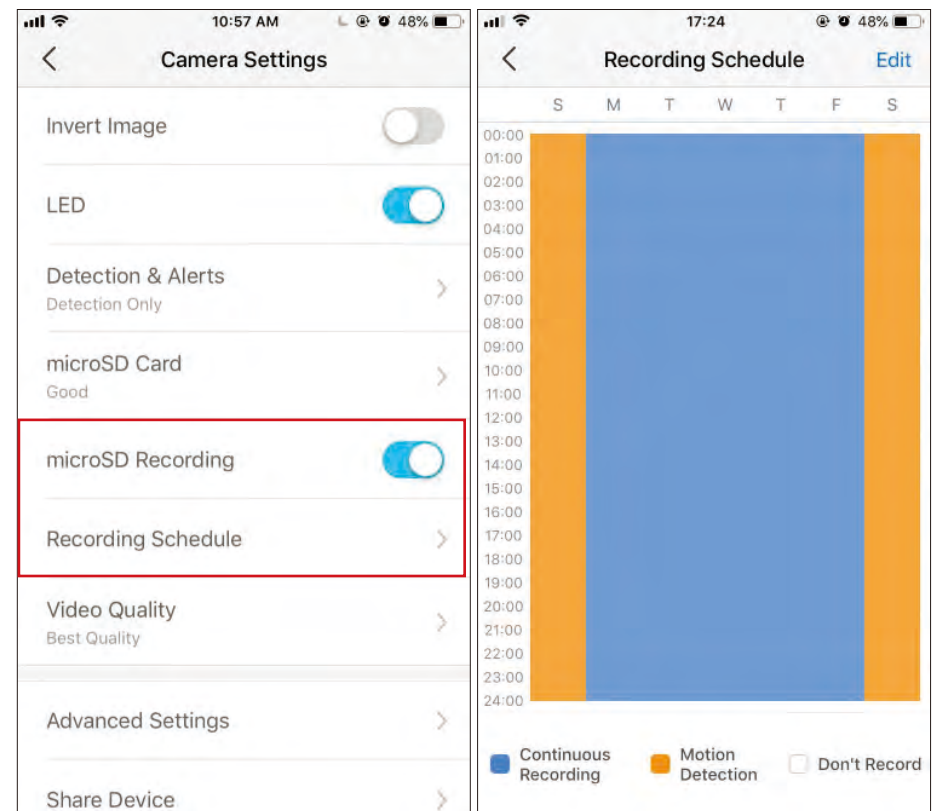 10:57 AM
48%
Camera Settings
Invert Image
LED
Detection & Alerts
Detection Only
microSD Card
Good
microSD Recording
Recording Schedule
Video Quality
Best Quality
Advanced Settings
Share Device
17:24
48%
Recording Schedule
Edit
S M T W T F S
00:00
01:00
02:00
03:00
04:00
05:00
06:00
07:00
08:00
09:00
10:00
11:00
12:00
13:00
14:00
15:00
16:00
17:00
18:00
19:00
20:00
21:00
22:00
23:00
24:00
Continuous
Recording
Motion
Detection
Don't Record